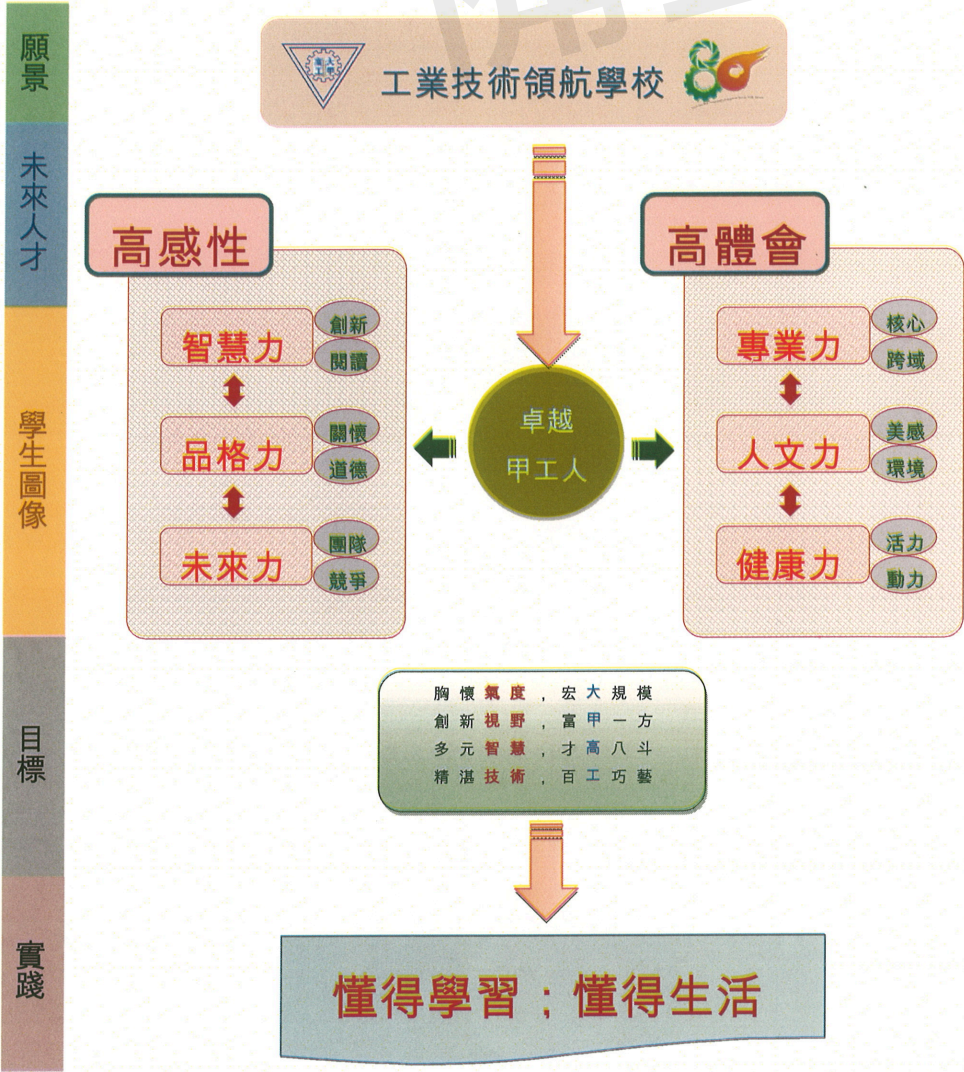 願景
工業技術領航學校
未來人才
高感性
高體會
學生圖像
智慧力
創新
閱讀
品格力
關懷
道德
未來力
團隊
競爭
卓越
甲工人
專業力
核心
跨域
人文力
美感
環境
健康力
活力
動力
目標
胸懷氣度，宏大規模
創新視野，富甲一方
多元智慧，才高八斗
精湛技術，百工巧藝
實踐
懂得學習；懂得生活